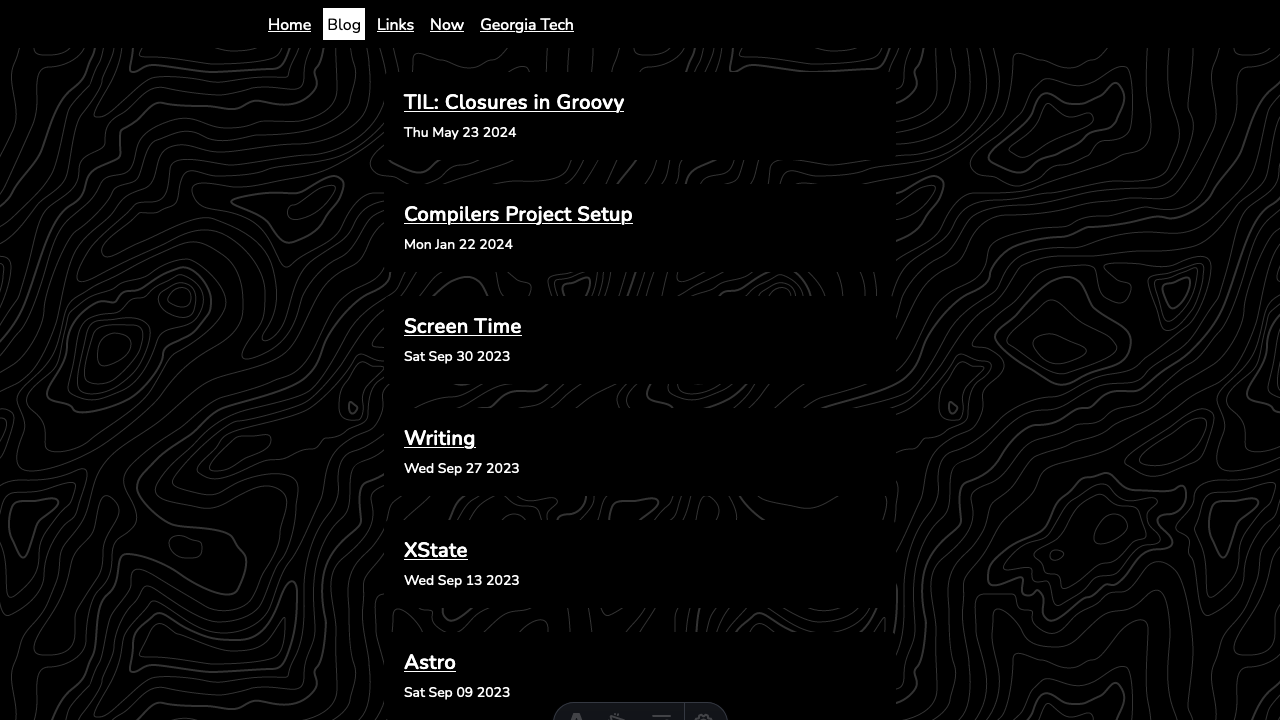 Home Blog Links Now Georgia Tech
TIL: Closures in Groovy
Thu May 23 2024
Compilers Project Setup
Mon Jan 22 2024
Screen Time
Sat Sep 30 2023
Writing
Wed Sep 27 2023
XState
Wed Sep 13 2023
Astro
Sat Sep 09 2023